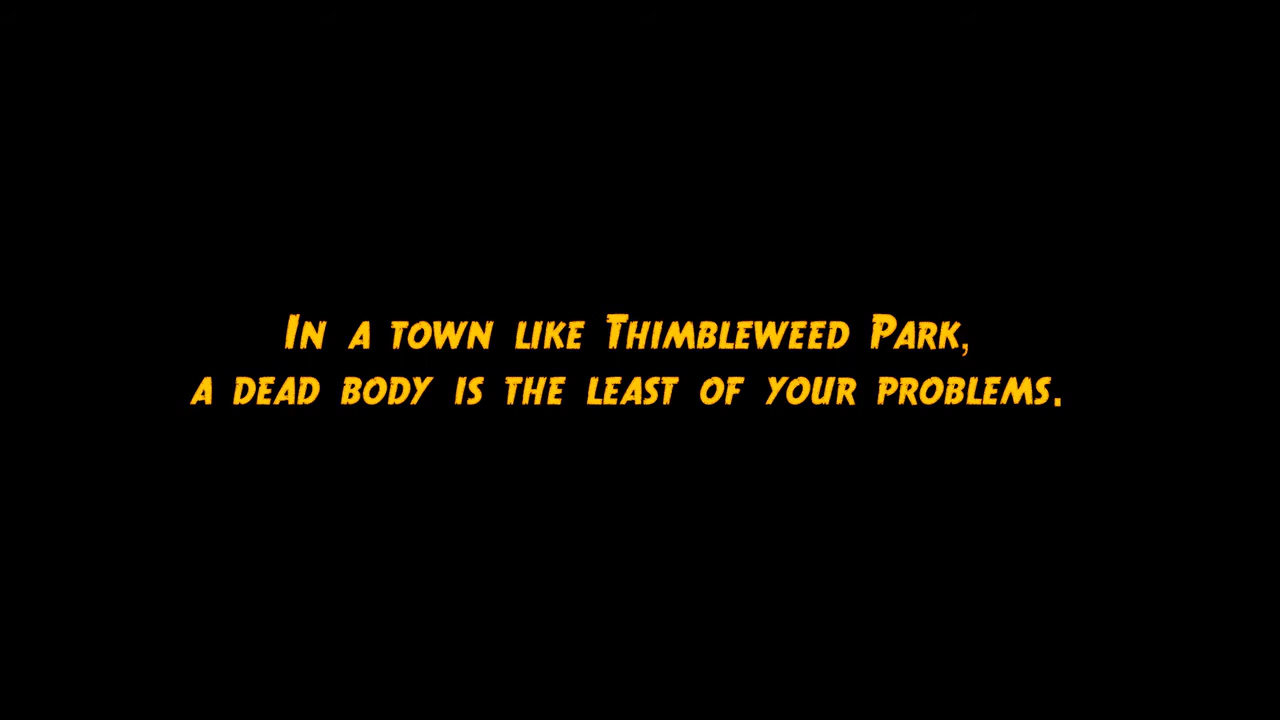 In a town like Thimbleweed Park,
a dead body is the least of your problems.